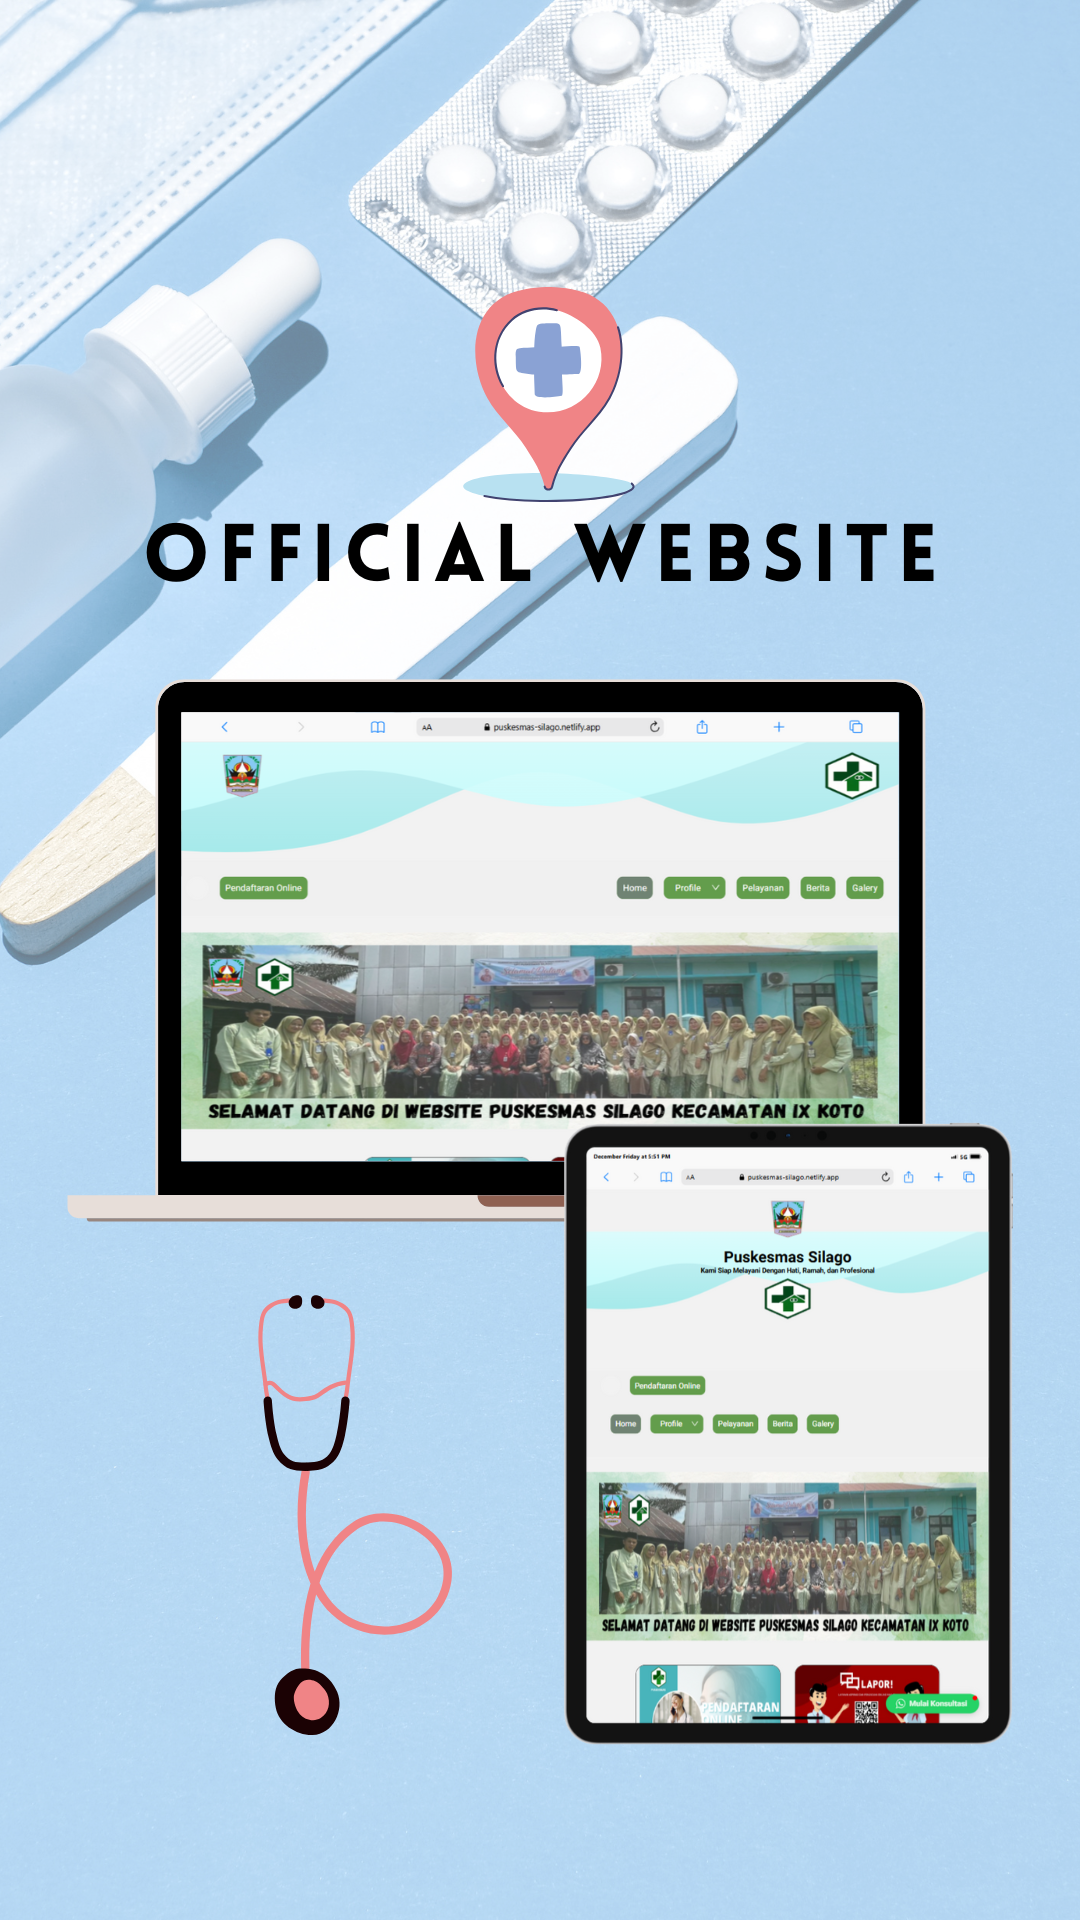 OFFICIAL WEBSITE
AA puskesmas-silago.netlify.app
Pendaftaran Online Home Profile Pelayanan Berita Galery
SELAMAT DATANG DI WEBSITE PUSKESMAS SILAGO KECAMATAN IX KOTO
December Friday at 5:51 PM 5G
AA puskesmas-silago.netlify.app
Puskesmas Silago
Kami Siap Melayani Dengan Hati, Ramah, dan Profesional
Pendaftaran Online
Home Profile Pelayanan Berita Galery
SELAMAT DATANG DI WEBSITE PUSKESMAS SILAGO KECAMATAN IX KOTO
PENDAFTARAN
ONLINE
LAPOR!
Mulai Konsultasi